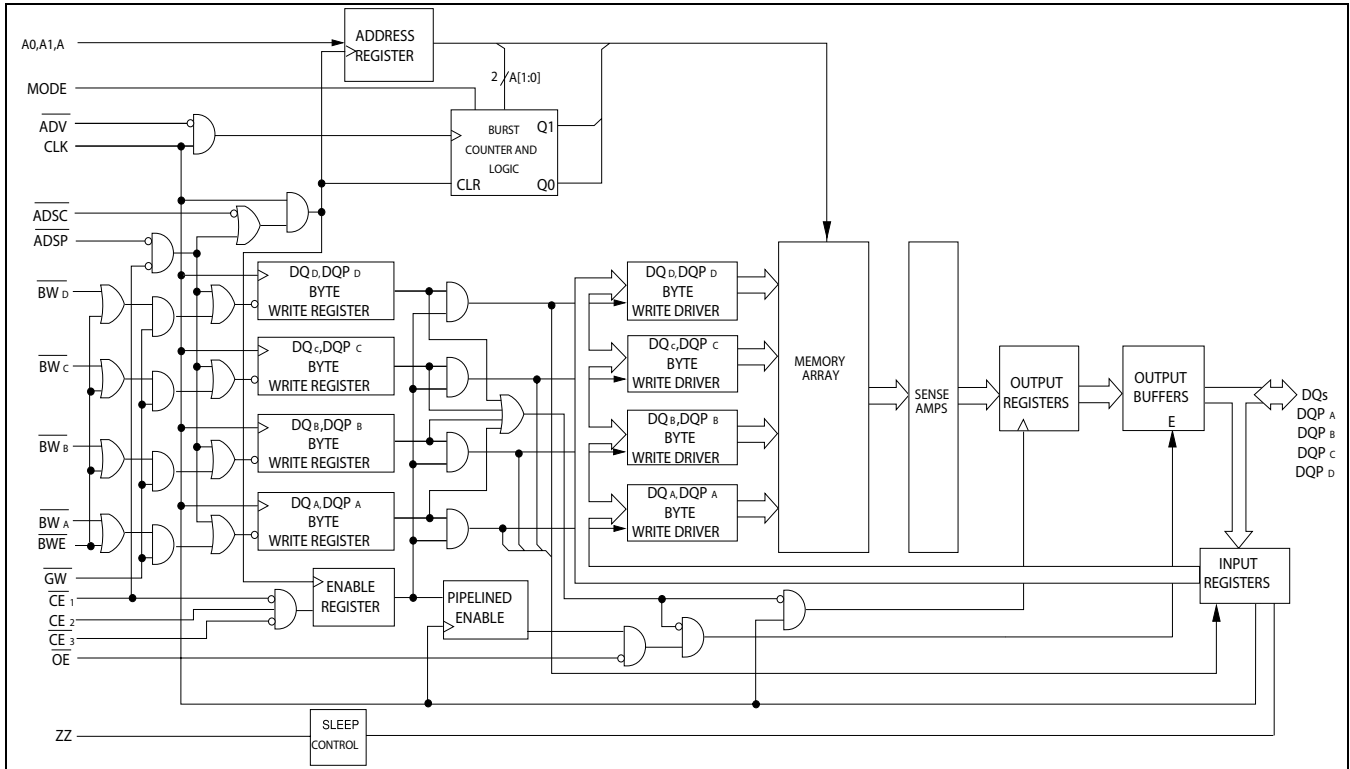 A0,A1,A
ADDRESS
REGISTER
MODE
2 A[1:0]
ADV
CLK
BURST
COUNTER AND
LOGIC
CLR
Q1
Q0
ADSC
ADSP
BW D
BW C
BW B
BW A
BWE
GW
CE 1
CE 2
CE 3
OE
ZZ
DQ D, DQP D
BYTE
WRITE REGISTER
DQ c, DQP C
BYTE
WRITE REGISTER
DQ B, DQP B
BYTE
WRITE REGISTER
DQ A, DQP A
BYTE
WRITE REGISTER
ENABLE
REGISTER
PIPELINED
ENABLE
SLEEP
CONTROL
DQ D, DQP D
BYTE
WRITE DRIVER
DQ c, DQP C
BYTE
WRITE DRIVER
DQ B, DQP B
BYTE
WRITE DRIVER
DQ A, DQP A
BYTE
WRITE DRIVER
MEMORY
ARRAY
SENSE
AMPS
OUTPUT
REGISTERS
OUTPUT
BUFFERS
E
DQs
DQP A
DQP B
DQP C
DQP D
INPUT
REGISTERS